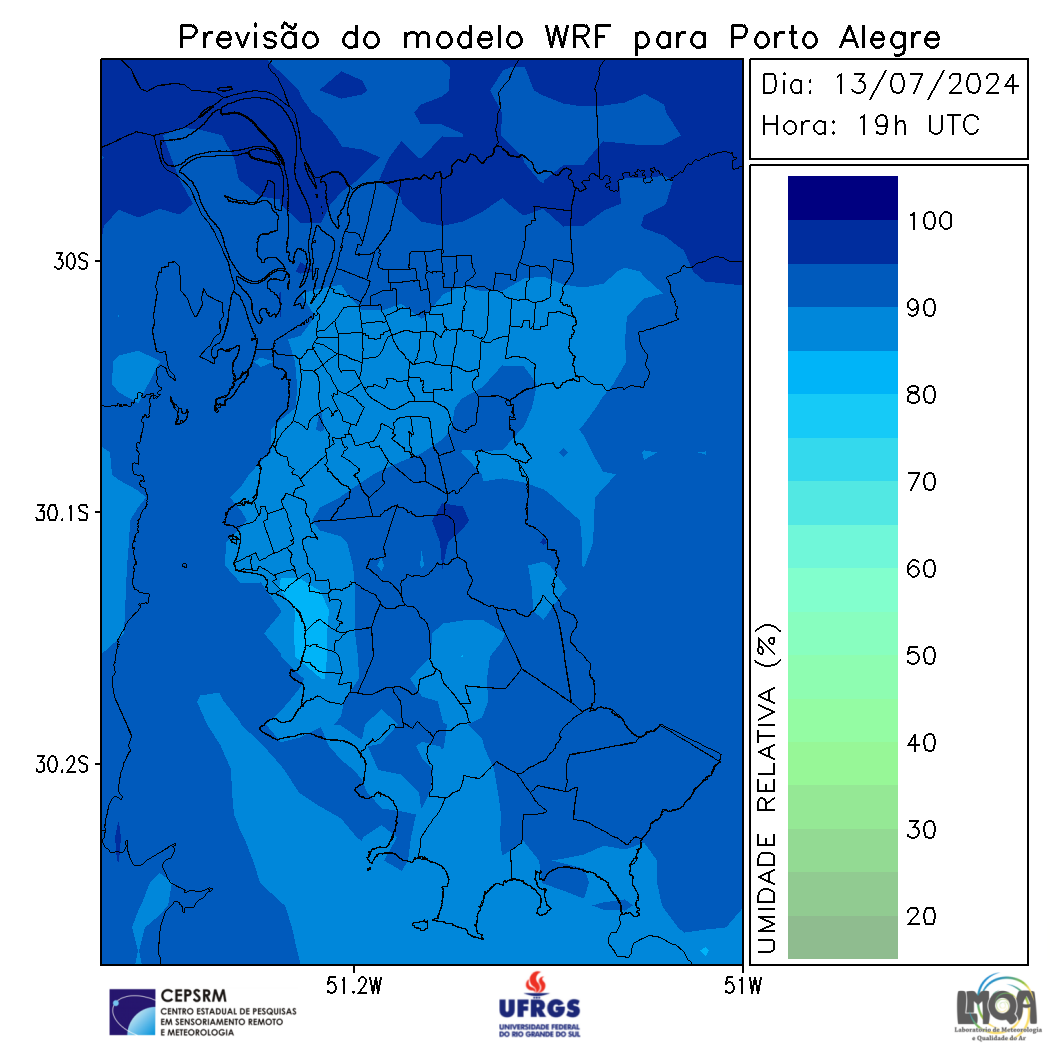 Previsão do modelo WRF para Porto Alegre
Dia: 13/07/2024
Hora: 19h UTC
30S
30.1S
30.2S
51.2W
51W
UMIDADE RELATIVA (%)
100
90
80
70
60
50
40
30
20
CEPSRM
CENTRO ESTADUAL DE PESQUISAS
EM SENSORIAMENTO REMOTO
E METEOROLOGIA
UFRGS
UNIVERSIDADE FEDERAL
DO RIO GRANDE DO SUL
LMQA
Laboratório de Meteorologia
e Qualidade do Ar